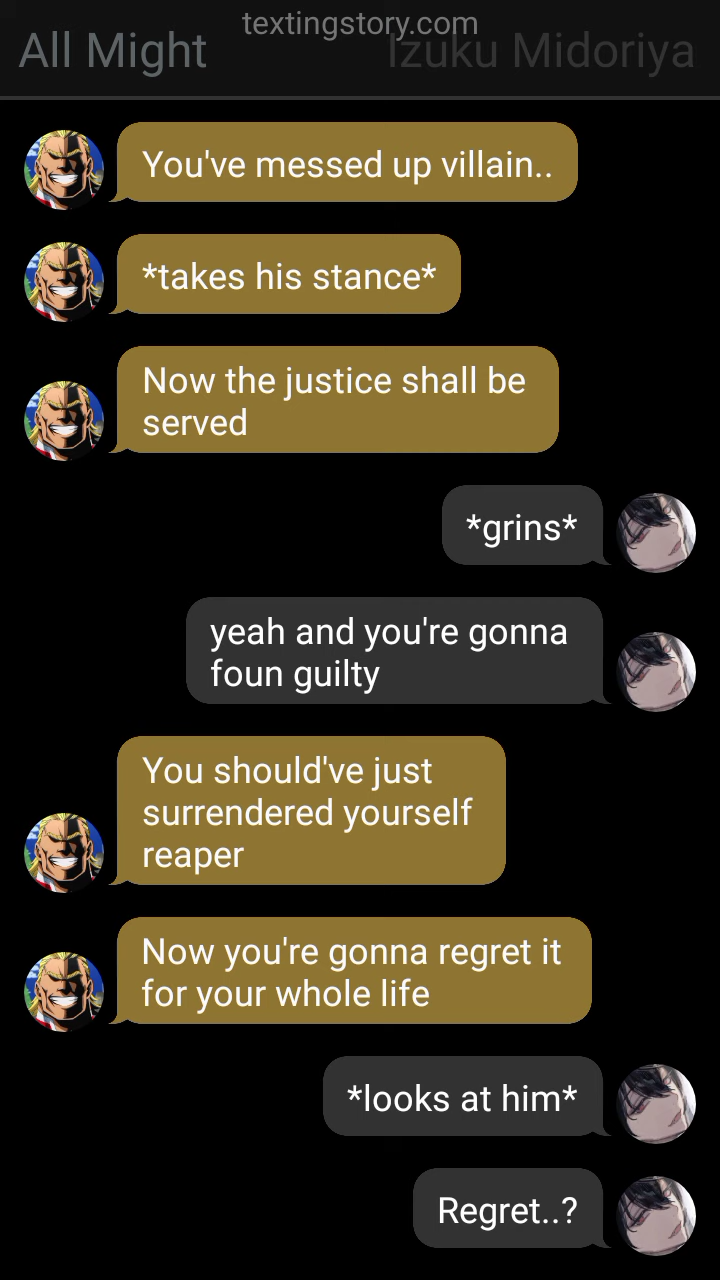 textingstory.com
All Might
Izuku Midoriya
You've messed up villain..
*takes his stance*
Now the justice shall be
served
*grins*
yeah and you're gonna
foun guilty
You should've just
surrendered yourself
reaper
Now you're gonna regret it
for your whole life
*looks at him*
Regret..?